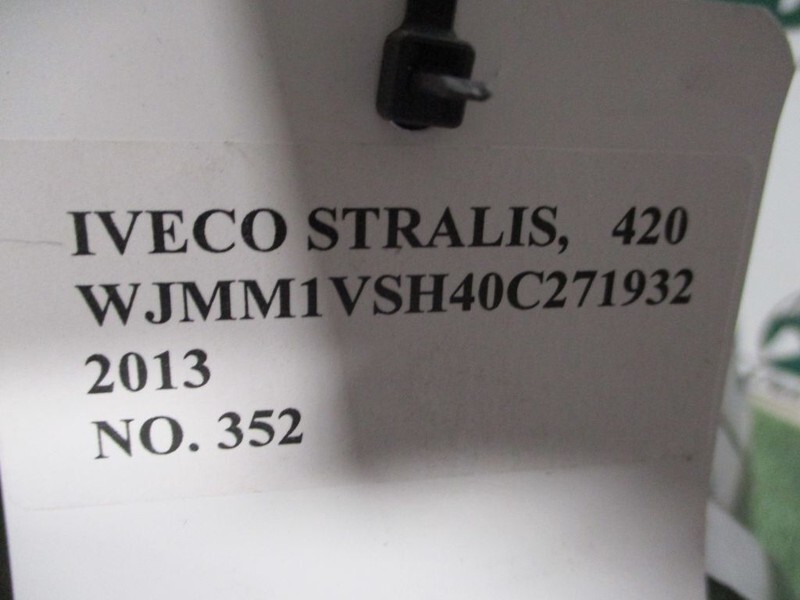 IVECO STRALIS, 420
WJMM1VSH40C271932
2013
NO. 352